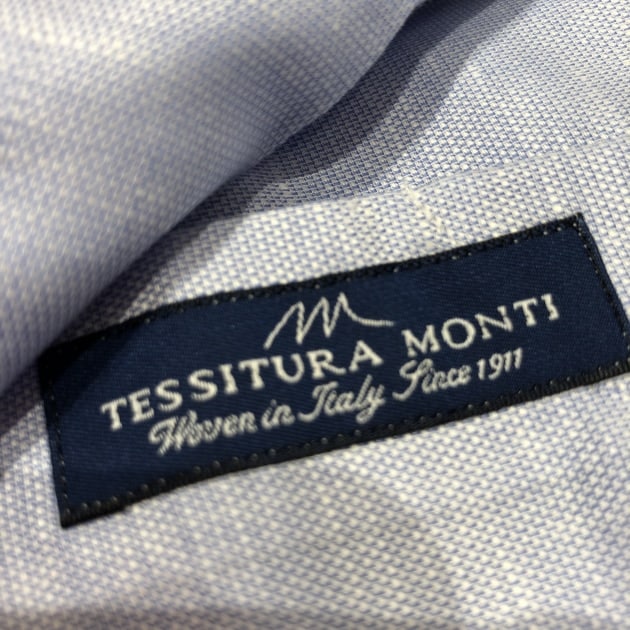 TESSITURA MONTI
Woven in Italy Since 1911